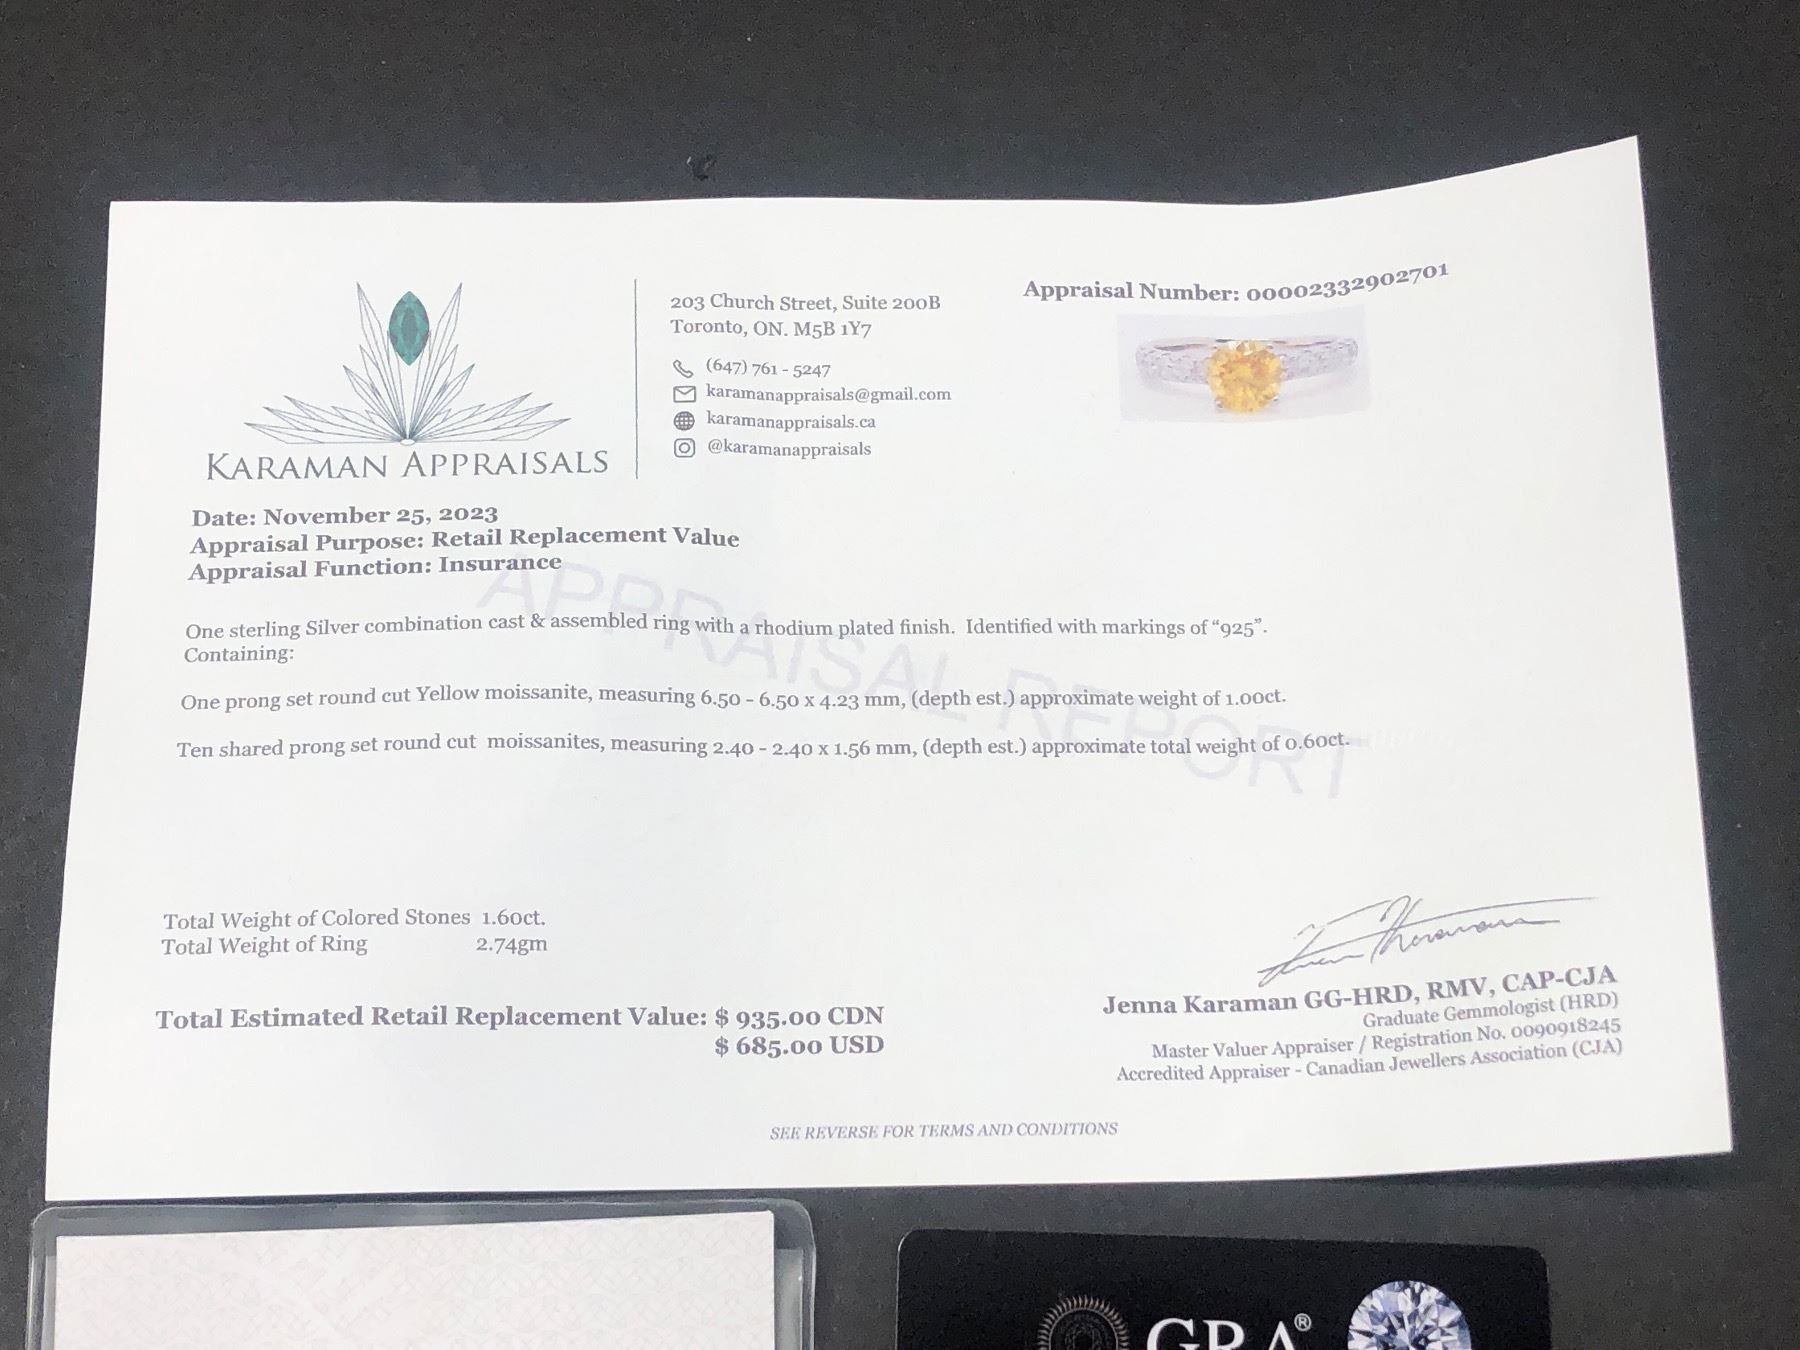 KARAMAN APPRAISALS
203 Church Street, Suite 200B
Toronto, ON. M5B 1Y7
(647) 761 - 5247
karamanappraisals@gmail.com
karamanappraisals.ca
@karamanappraisals
Appraisal Number: 00002332902701
Date: November 25, 2023
Appraisal Purpose: Retail Replacement Value
Appraisal Function: Insurance
APPRAISAL REPORT
One sterling Silver combination cast & assembled ring with a rhodium plated finish. Identified with markings of “925”.
Containing:
One prong set round cut Yellow moissanite, measuring 6.50 - 6.50 x 4.23 mm, (depth est.) approximate weight of 1.00ct.
Ten shared prong set round cut moissanites, measuring 2.40 - 2.40 x 1.56 mm, (depth est.) approximate total weight of 0.60ct.
Total Weight of Colored Stones 1.60ct.
Total Weight of Ring 2.74gm
Total Estimated Retail Replacement Value: $ 935.00 CDN
$ 685.00 USD
Jenna Karaman GG-HRD, RMV, CAP-CJA
Graduate Gemmologist (HRD)
Master Valuer Appraiser / Registration No. 0090918245
Accredited Appraiser - Canadian Jewellers Association (CJA)
SEE REVERSE FOR TERMS AND CONDITIONS
GRA®